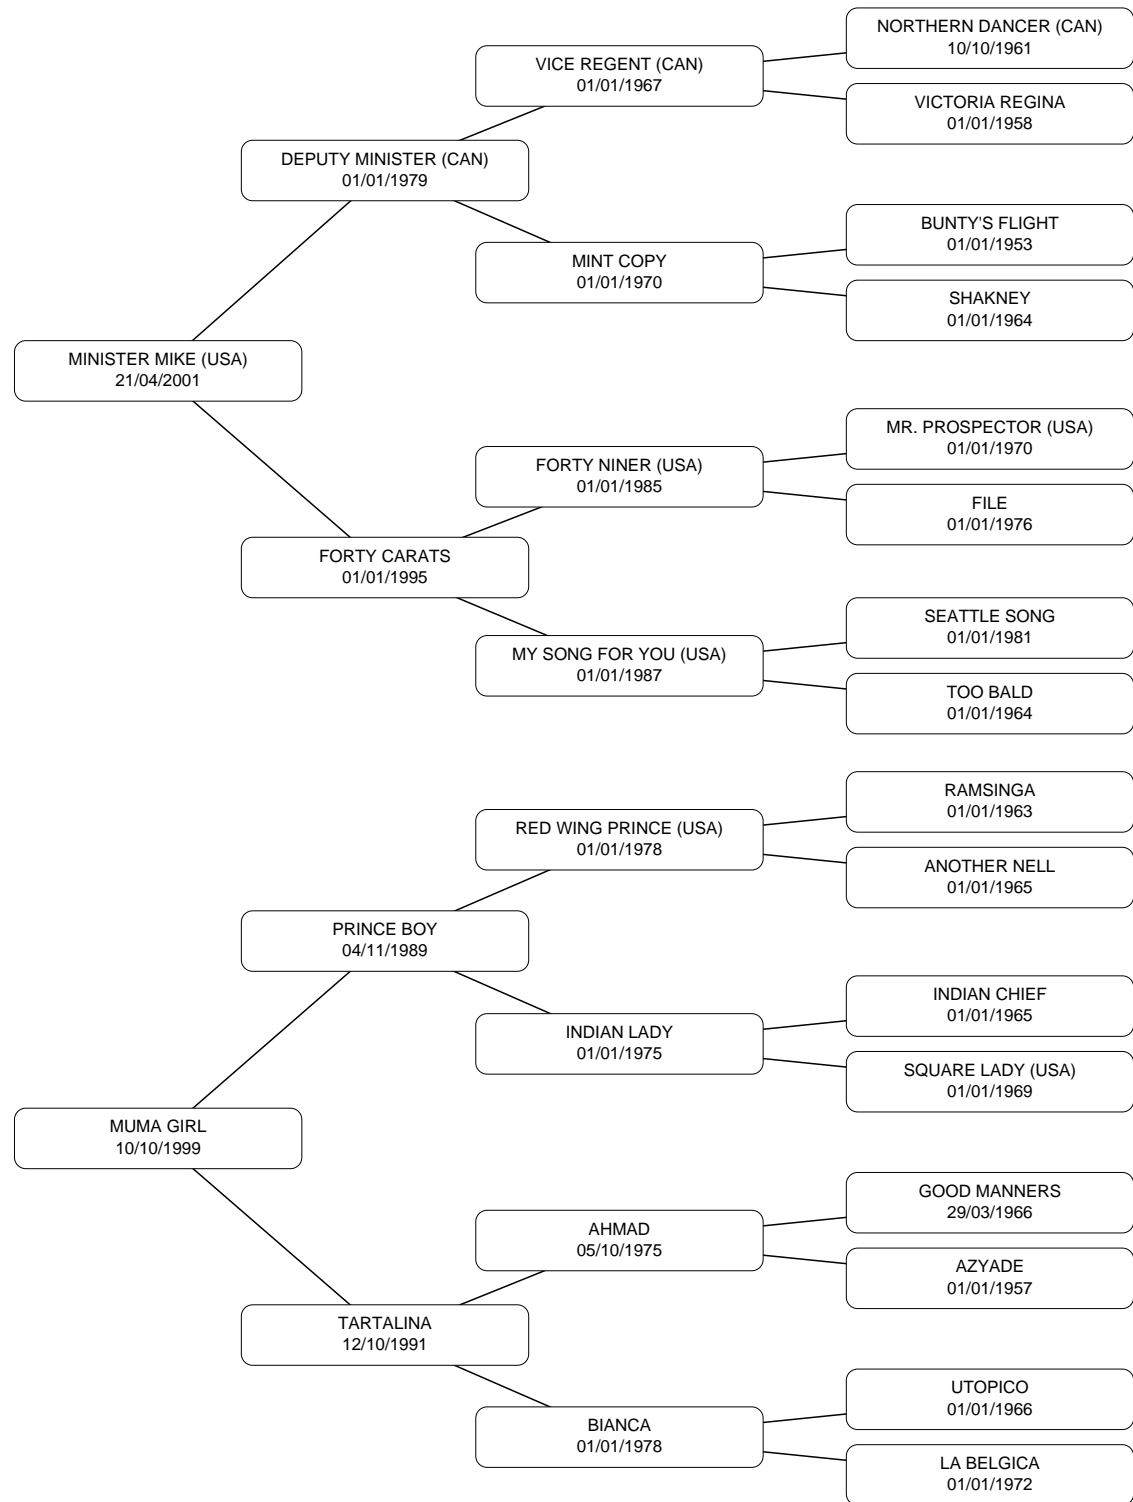 NORTHERN DANCER (CAN)
10/10/1961
VICE REGENT (CAN)
01/01/1967
VICTORIA REGINA
01/01/1958
DEPUTY MINISTER (CAN)
01/01/1979
BUNTY'S FLIGHT
01/01/1953
MINT COPY
01/01/1970
SHAKNEY
01/01/1964
MINISTER MIKE (USA)
21/04/2001
MR. PROSPECTOR (USA)
01/01/1970
FORTY NINER (USA)
01/01/1985
FILE
01/01/1976
FORTY CARATS
01/01/1995
SEATTLE SONG
01/01/1981
MY SONG FOR YOU (USA)
01/01/1987
TOO BALD
01/01/1964
RAMSINGA
01/01/1963
RED WING PRINCE (USA)
01/01/1978
ANOTHER NELL
01/01/1965
PRINCE BOY
04/11/1989
INDIAN CHIEF
01/01/1965
INDIAN LADY
01/01/1975
SQUARE LADY (USA)
01/01/1969
MUMA GIRL
10/10/1999
GOOD MANNERS
29/03/1966
AHMAD
05/10/1975
AZYADE
01/01/1957
TARTALINA
12/10/1991
UTOPICO
01/01/1966
BIANCA
01/01/1978
LA BELGICA
01/01/1972